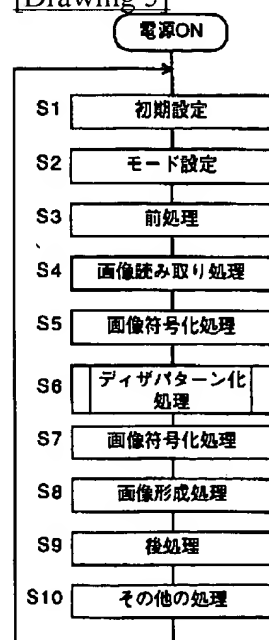 [Drawing 5]
電源ON
S1 初期設定
S2 モード設定
S3 前処理
S4 画像読み取り処理
S5 画像符号化処理
S6 ディザパターン化
処理
S7 画像符号化処理
S8 画像形成処理
S9 後処理
S10 その他の処理